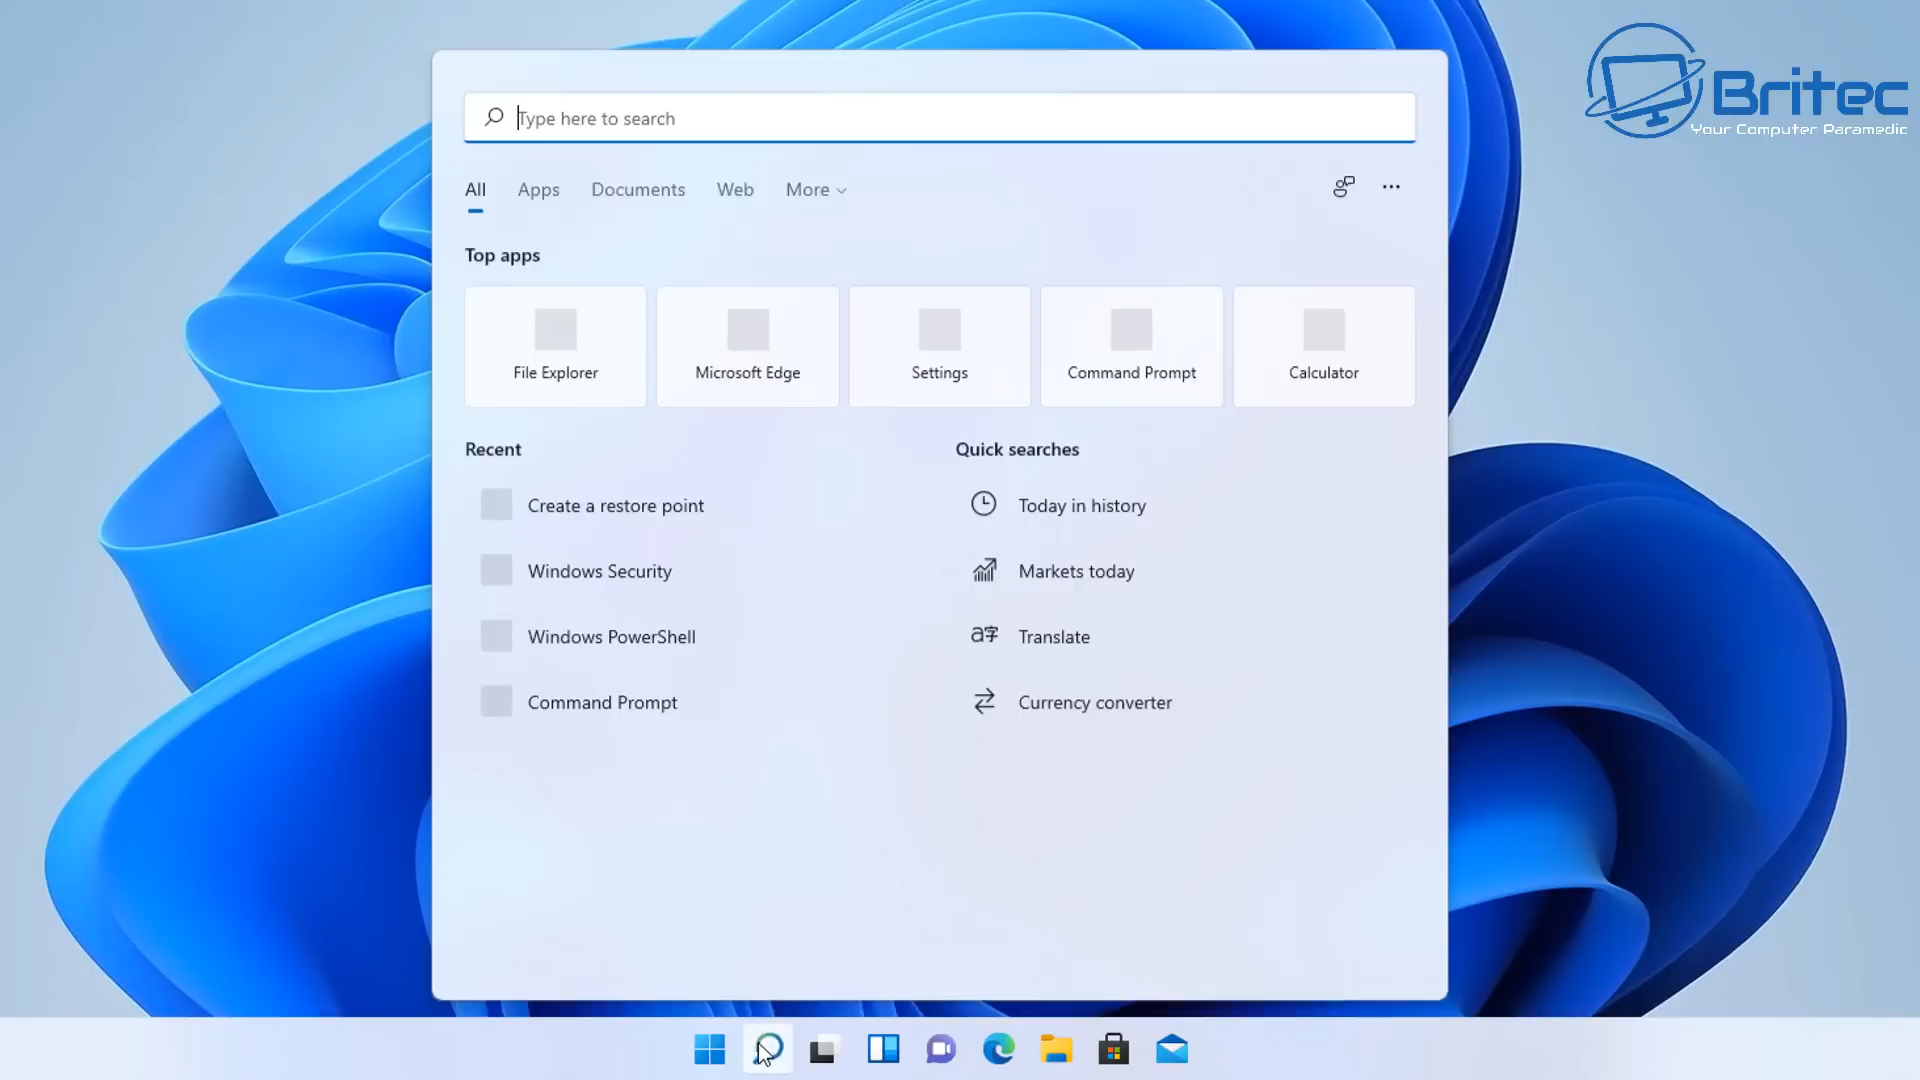 Britec
Your Computer Paramedic
Type here to search
All Apps Documents Web More
Top apps
File Explorer Microsoft Edge Settings Command Prompt Calculator
Recent
Create a restore point
Windows Security
Windows PowerShell
Command Prompt
Quick searches
Today in history
Markets today
a字 Translate
Currency converter